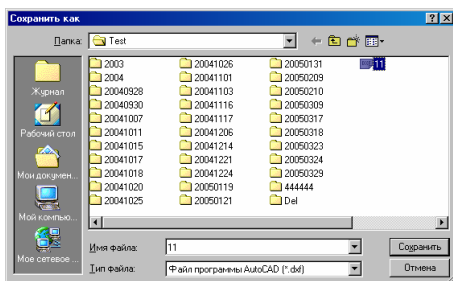 Сохранить как
Папка: Test
2003 20041026 20050131 11
2004 20041101 20050209
20040928 20041103 20050210
20040930 20041116 20050309
20041007 20041117 20050317
20041011 20041206 20050318
20041015 20041214 20050323
20041017 20041221 20050324
20041018 20041224 20050329
20041020 20050119 444444
20041025 20050121 Del
Журнал
Рабочий стол
Мои докумен...
Мой компью...
Мое сетевое ...
Имя файла: 11 Сохранить
Тип файла: Файл программы AutoCAD (*.dxf) Отмена